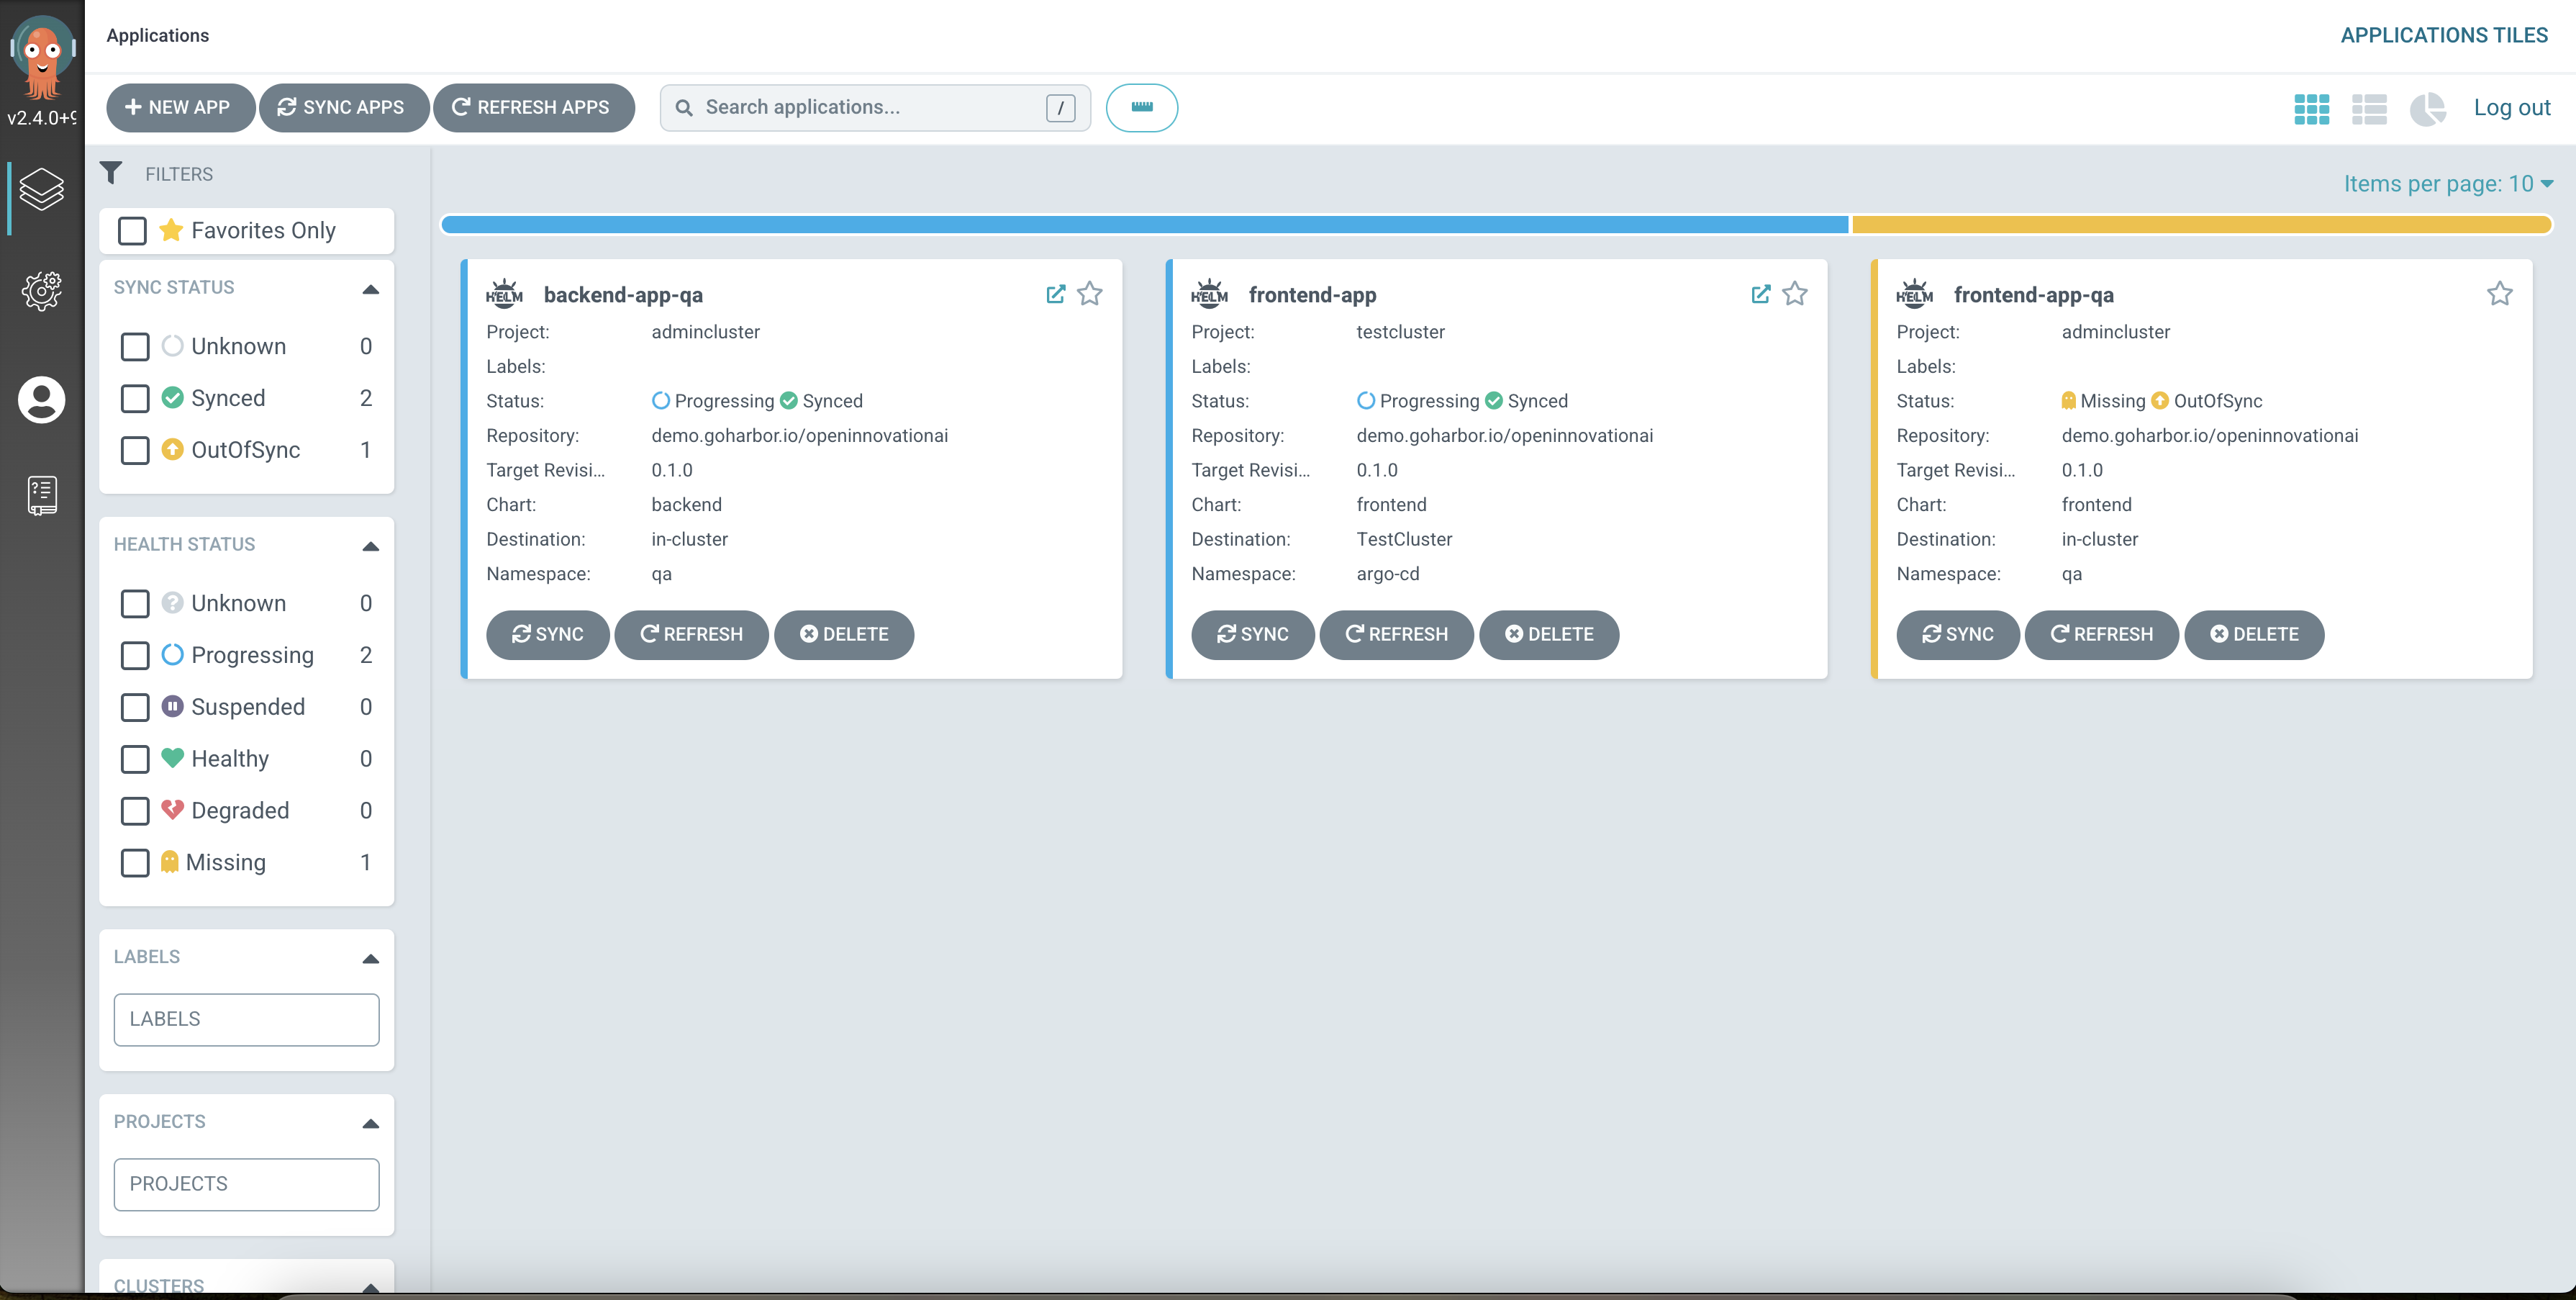 Applications
APPLICATIONS TILES
v2.4.0+9
NEW APP
SYNC APPS
REFRESH APPS
Search applications...
/
Log out
FILTERS
Items per page: 10
Favorites Only
SYNC STATUS
Unknown 0
Synced 2
OutOfSync 1
HEALTH STATUS
Unknown 0
Progressing 2
Suspended 0
Healthy 0
Degraded 0
Missing 1
LABELS
LABELS
PROJECTS
PROJECTS
CLUSTERS
HELM backend-app-qa
Project: admincluster
Labels:
Status: Progressing Synced
Repository: demo.goharbor.io/openinnovationai
Target Revisi... 0.1.0
Chart: backend
Destination: in-cluster
Namespace: qa
SYNC REFRESH DELETE
HELM frontend-app
Project: testcluster
Labels:
Status: Progressing Synced
Repository: demo.goharbor.io/openinnovationai
Target Revisi... 0.1.0
Chart: frontend
Destination: TestCluster
Namespace: argo-cd
SYNC REFRESH DELETE
HELM frontend-app-qa
Project: admincluster
Labels:
Status: Missing OutOfSync
Repository: demo.goharbor.io/openinnovationai
Target Revisi... 0.1.0
Chart: frontend
Destination: in-cluster
Namespace: qa
SYNC REFRESH DELETE